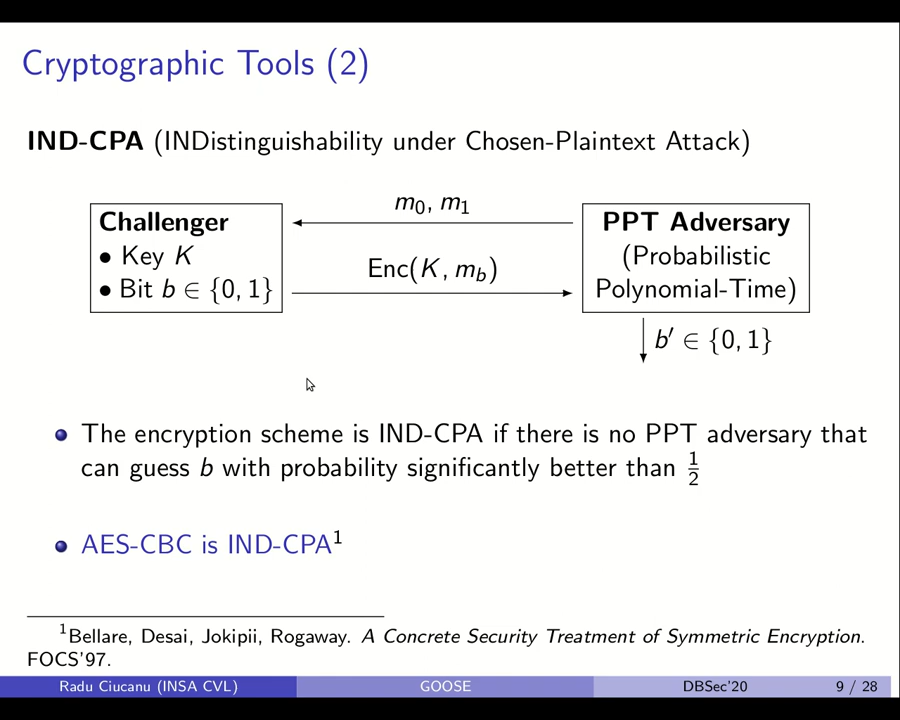 Cryptographic Tools (2)
IND-CPA (INDistinguishability under Chosen-Plaintext Attack)
Challenger
• Key K
• Bit b ∈ {0, 1}
m₀, m₁
Enc(K, m_b)
PPT Adversary
(Probabilistic
Polynomial-Time)
b′ ∈ {0, 1}
The encryption scheme is IND-CPA if there is no PPT adversary that
can guess b with probability significantly better than 1/2
AES-CBC is IND-CPA¹
¹Bellare, Desai, Jokipii, Rogaway. A Concrete Security Treatment of Symmetric Encryption.
FOCS'97.
Radu Ciucanu (INSA CVL) GOOSE DBSec'20 9 / 28